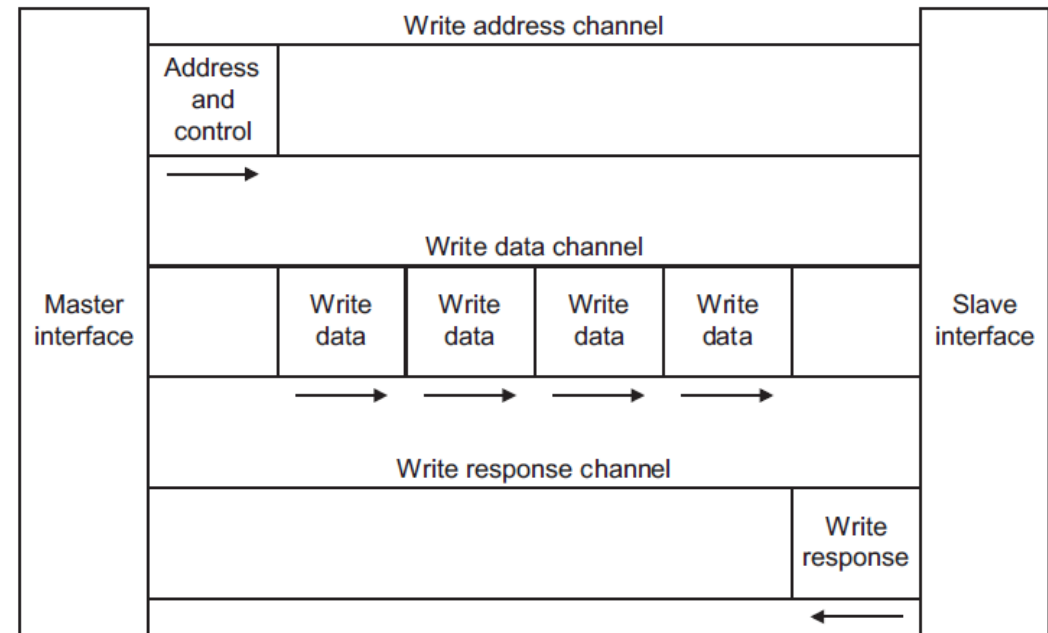 Write address channel
Address
and
control
Write data channel
Master
interface
Write
data
Write
data
Write
data
Write
data
Slave
interface
Write response channel
Write
response